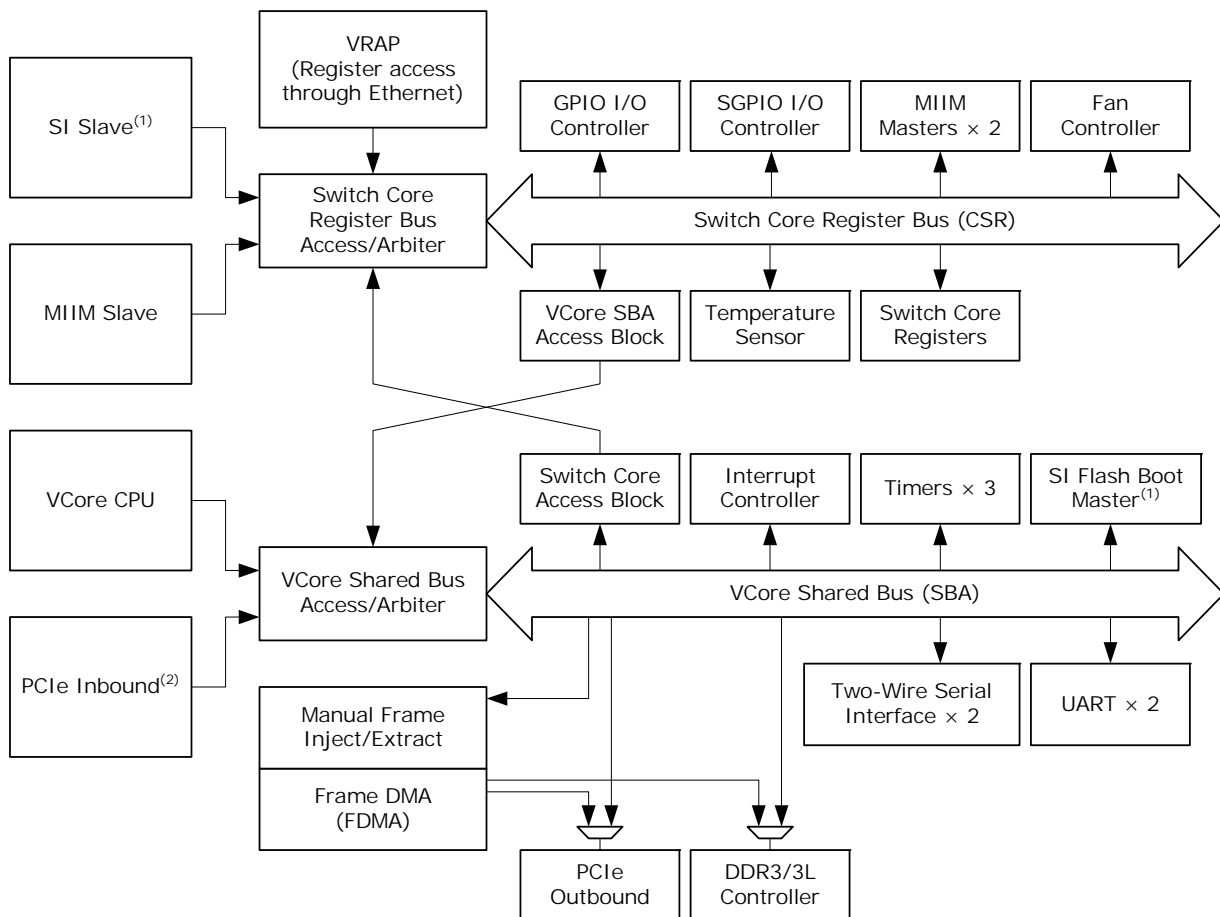 VRAP
(Register access
through Ethernet)
SI Slave(1)
GPIO I/O
Controller
SGPIO I/O
Controller
MIIM
Masters × 2
Fan
Controller
Switch Core
Register Bus
Access/Arbiter
Switch Core Register Bus (CSR)
MIIM Slave
VCore SBA
Access Block
Temperature
Sensor
Switch Core
Registers
VCore CPU
Switch Core
Access Block
Interrupt
Controller
Timers × 3
SI Flash Boot
Master(1)
VCore Shared Bus
Access/Arbiter
VCore Shared Bus (SBA)
PCIe Inbound(2)
Manual Frame
Inject/Extract
Two-Wire Serial
Interface × 2
UART × 2
Frame DMA
(FDMA)
PCIe
Outbound
DDR3/3L
Controller